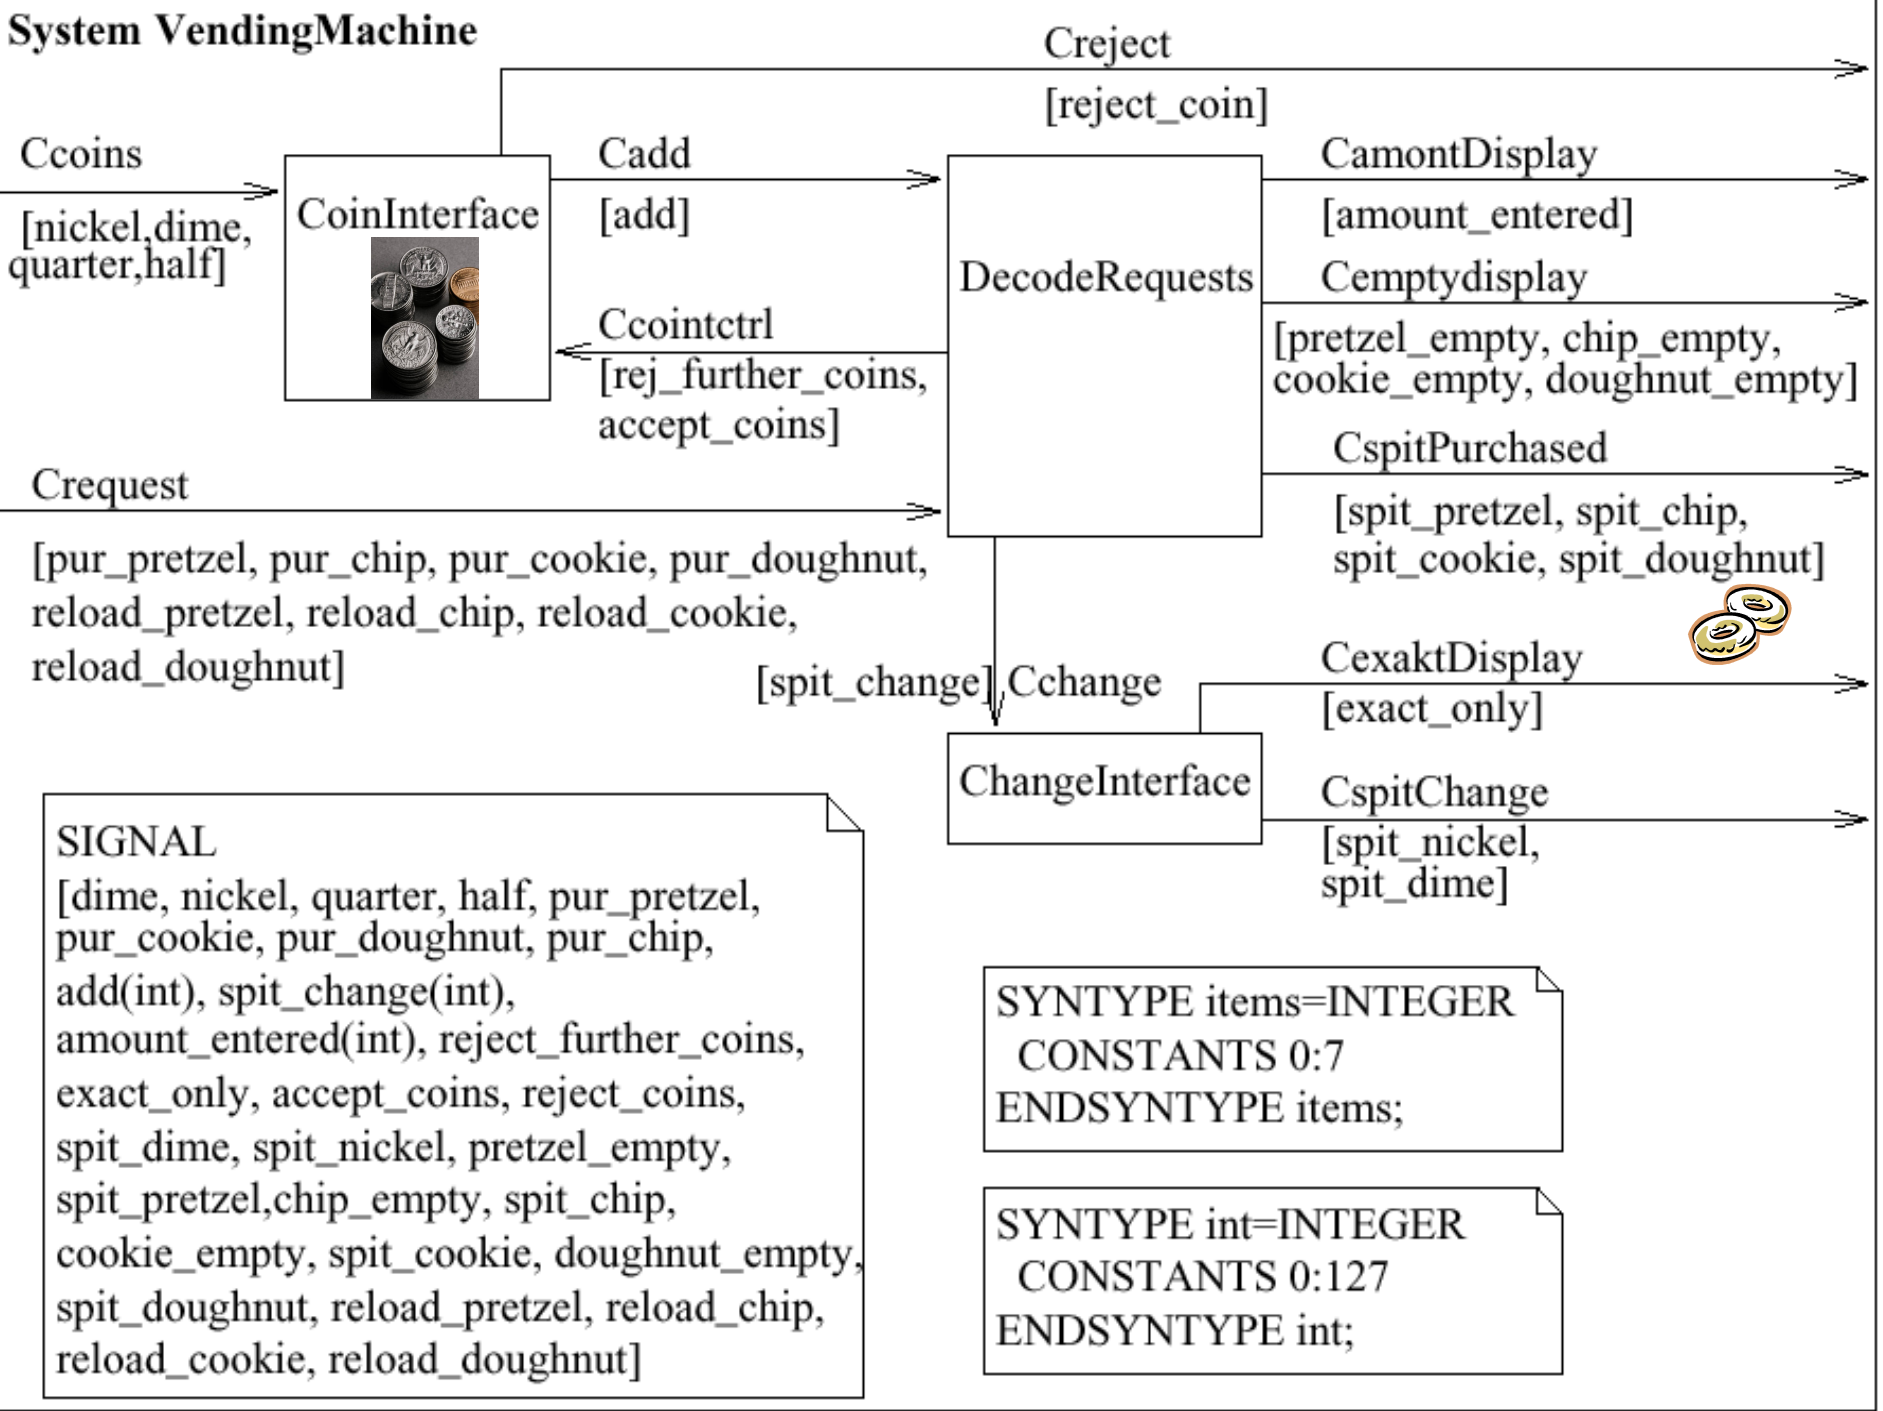 System VendingMachine
Creject
[reject_coin]
Ccoins
[nickel,dime,
quarter,half]
CoinInterface
Cadd
[add]
Ccointctrl
[rej_further_coins,
accept_coins]
DecodeRequests
CamontDisplay
[amount_entered]
Cemptydisplay
[pretzel_empty, chip_empty,
cookie_empty, doughnut_empty]
CspitPurchased
[spit_pretzel, spit_chip,
spit_cookie, spit_doughnut]
Crequest
[pur_pretzel, pur_chip, pur_cookie, pur_doughnut,
reload_pretzel, reload_chip, reload_cookie,
reload_doughnut]
[spit_change] Cchange
CexaktDisplay
[exact_only]
ChangeInterface
CspitChange
[spit_nickel,
spit_dime]
SIGNAL
[dime, nickel, quarter, half, pur_pretzel,
pur_cookie, pur_doughnut, pur_chip,
add(int), spit_change(int),
amount_entered(int), reject_further_coins,
exact_only, accept_coins, reject_coins,
spit_dime, spit_nickel, pretzel_empty,
spit_pretzel,chip_empty, spit_chip,
cookie_empty, spit_cookie, doughnut_empty,
spit_doughnut, reload_pretzel, reload_chip,
reload_cookie, reload_doughnut]
SYNTYPE items=INTEGER
CONSTANTS 0:7
ENDSYNTYPE items;
SYNTYPE int=INTEGER
CONSTANTS 0:127
ENDSYNTYPE int;